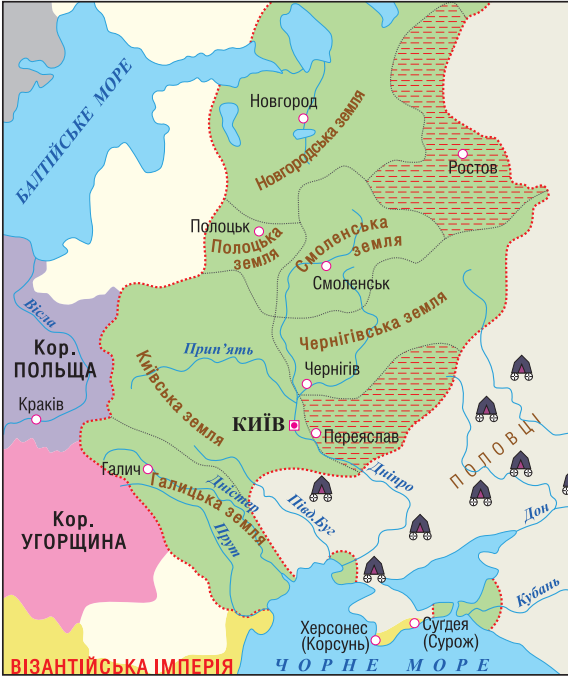 БАЛТІЙСЬКЕ МОРЕ
Новгород
Новгородська земля
Ростов
Полоцьк
Полоцька
земля
Смоленська
земля
Смоленськ
Вісла
Кор.
ПОЛЬЩА
Краків
Прип’ять
Чернігівська земля
Чернігів
Київська земля
КИЇВ
Переяслав
ПОЛОВЦІ
Галич
Галицька земля
Дністер
Прут
Півд.Буг
Дніпро
Дон
Кубань
Кор.
УГОРЩИНА
Херсонес
(Корсунь)
Сугдея
(Сурож)
ВІЗАНТІЙСЬКА ІМПЕРІЯ
ЧОРНЕ МОРЕ